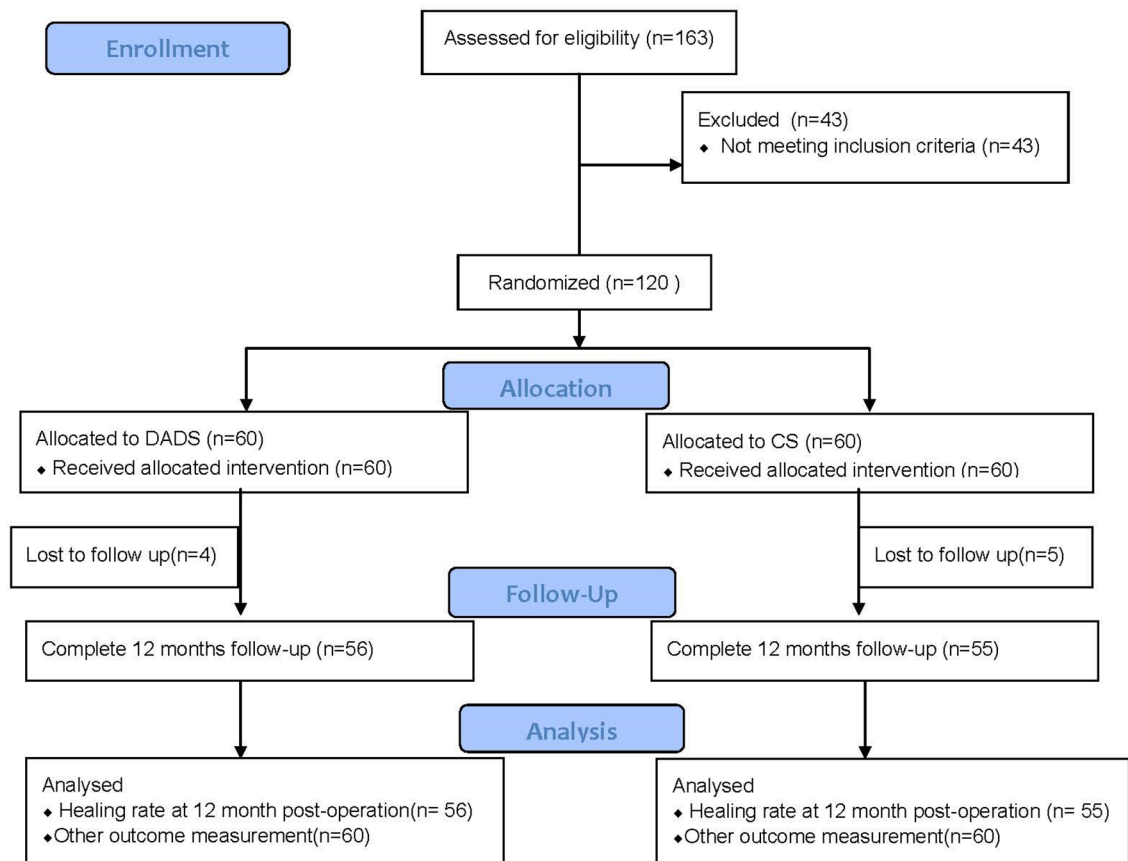 Enrollment
Assessed for eligibility (n=163)
Excluded (n=43)
⬥ Not meeting inclusion criteria (n=43)
Randomized (n=120 )
Allocation
Allocated to DADS (n=60)
⬥ Received allocated intervention (n=60)
Allocated to CS (n=60)
⬥ Received allocated intervention (n=60)
Lost to follow up(n=4)
Lost to follow up(n=5)
Follow-Up
Complete 12 months follow-up (n=56)
Complete 12 months follow-up (n=55)
Analysis
Analysed
⬥ Healing rate at 12 month post-operation(n= 56)
⬥Other outcome measurement(n=60)
Analysed
⬥ Healing rate at 12 month post-operation (n= 55)
⬥Other outcome measurement(n=60)